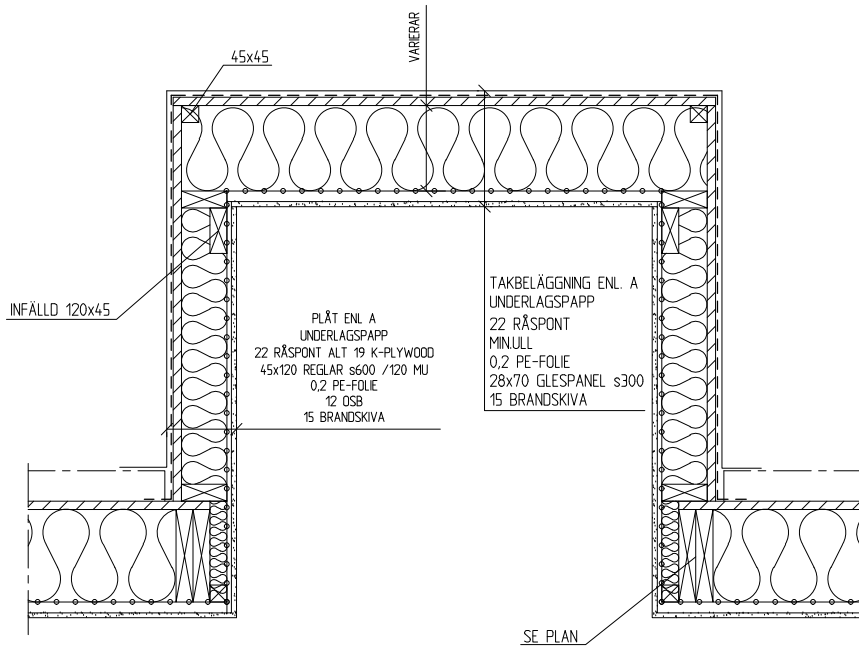 45x45
VARIERAR
INFÄLLD 120x45
PLÅT ENL A
UNDERLAGSPAPP
22 RÅSPONT ALT 19 K-PLYWOOD
45x120 REGLAR s600 /120 MU
0,2 PE-FOLIE
12 OSB
15 BRANDSKIVA
TAKBELÄGGNING ENL. A
UNDERLAGSPAPP
22 RÅSPONT
MIN.ULL
0,2 PE-FOLIE
28x70 GLESPANEL s300
15 BRANDSKIVA
SE PLAN